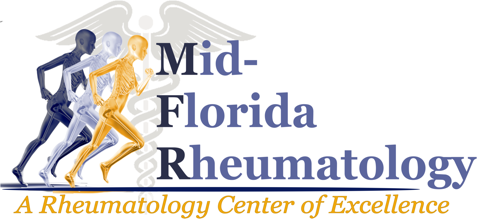 Mid-
Florida
Rheumatology
A Rheumatology Center of Excellence